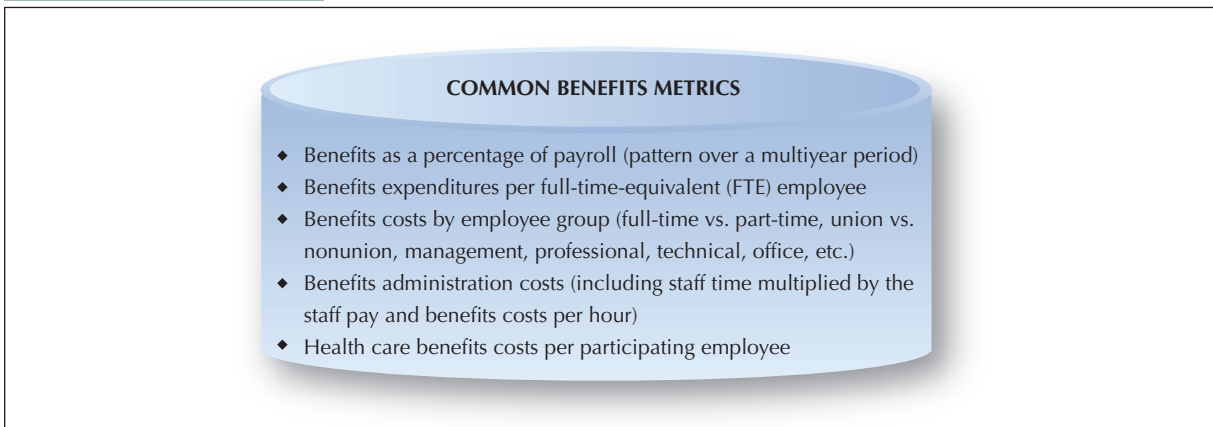 COMMON BENEFITS METRICS
◆ Benefits as a percentage of payroll (pattern over a multiyear period)
◆ Benefits expenditures per full-time-equivalent (FTE) employee
◆ Benefits costs by employee group (full-time vs. part-time, union vs.
nonunion, management, professional, technical, office, etc.)
◆ Benefits administration costs (including staff time multiplied by the
staff pay and benefits costs per hour)
◆ Health care benefits costs per participating employee